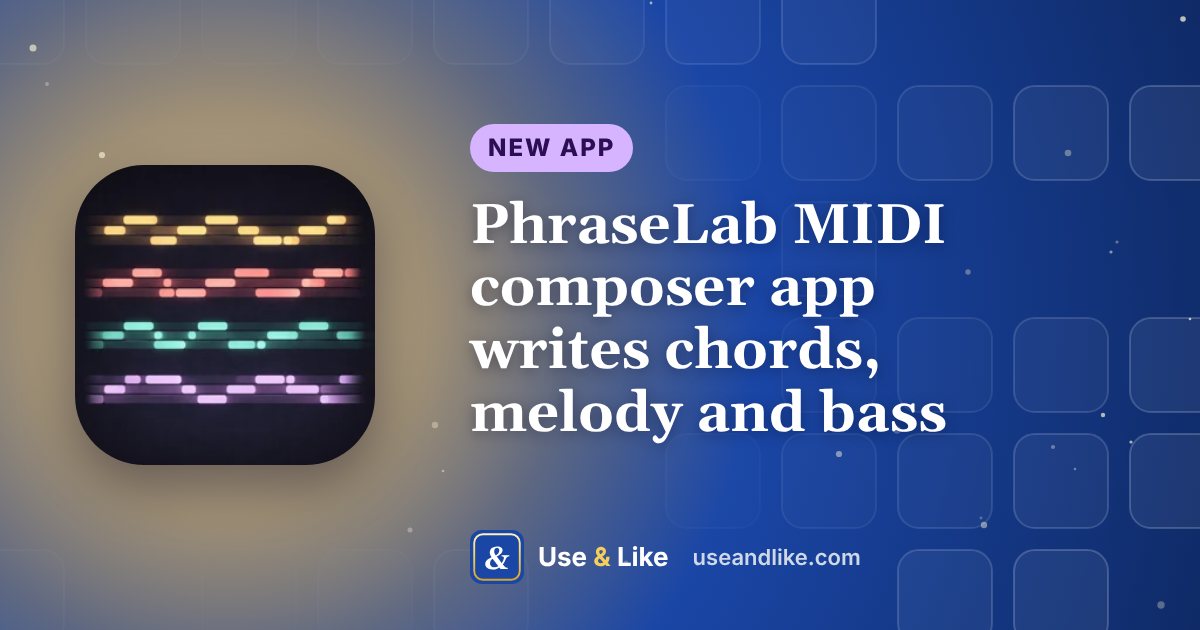 NEW APP
PhraseLab MIDI
composer app
writes chords,
melody and bass
& Use & Like useandlike.com